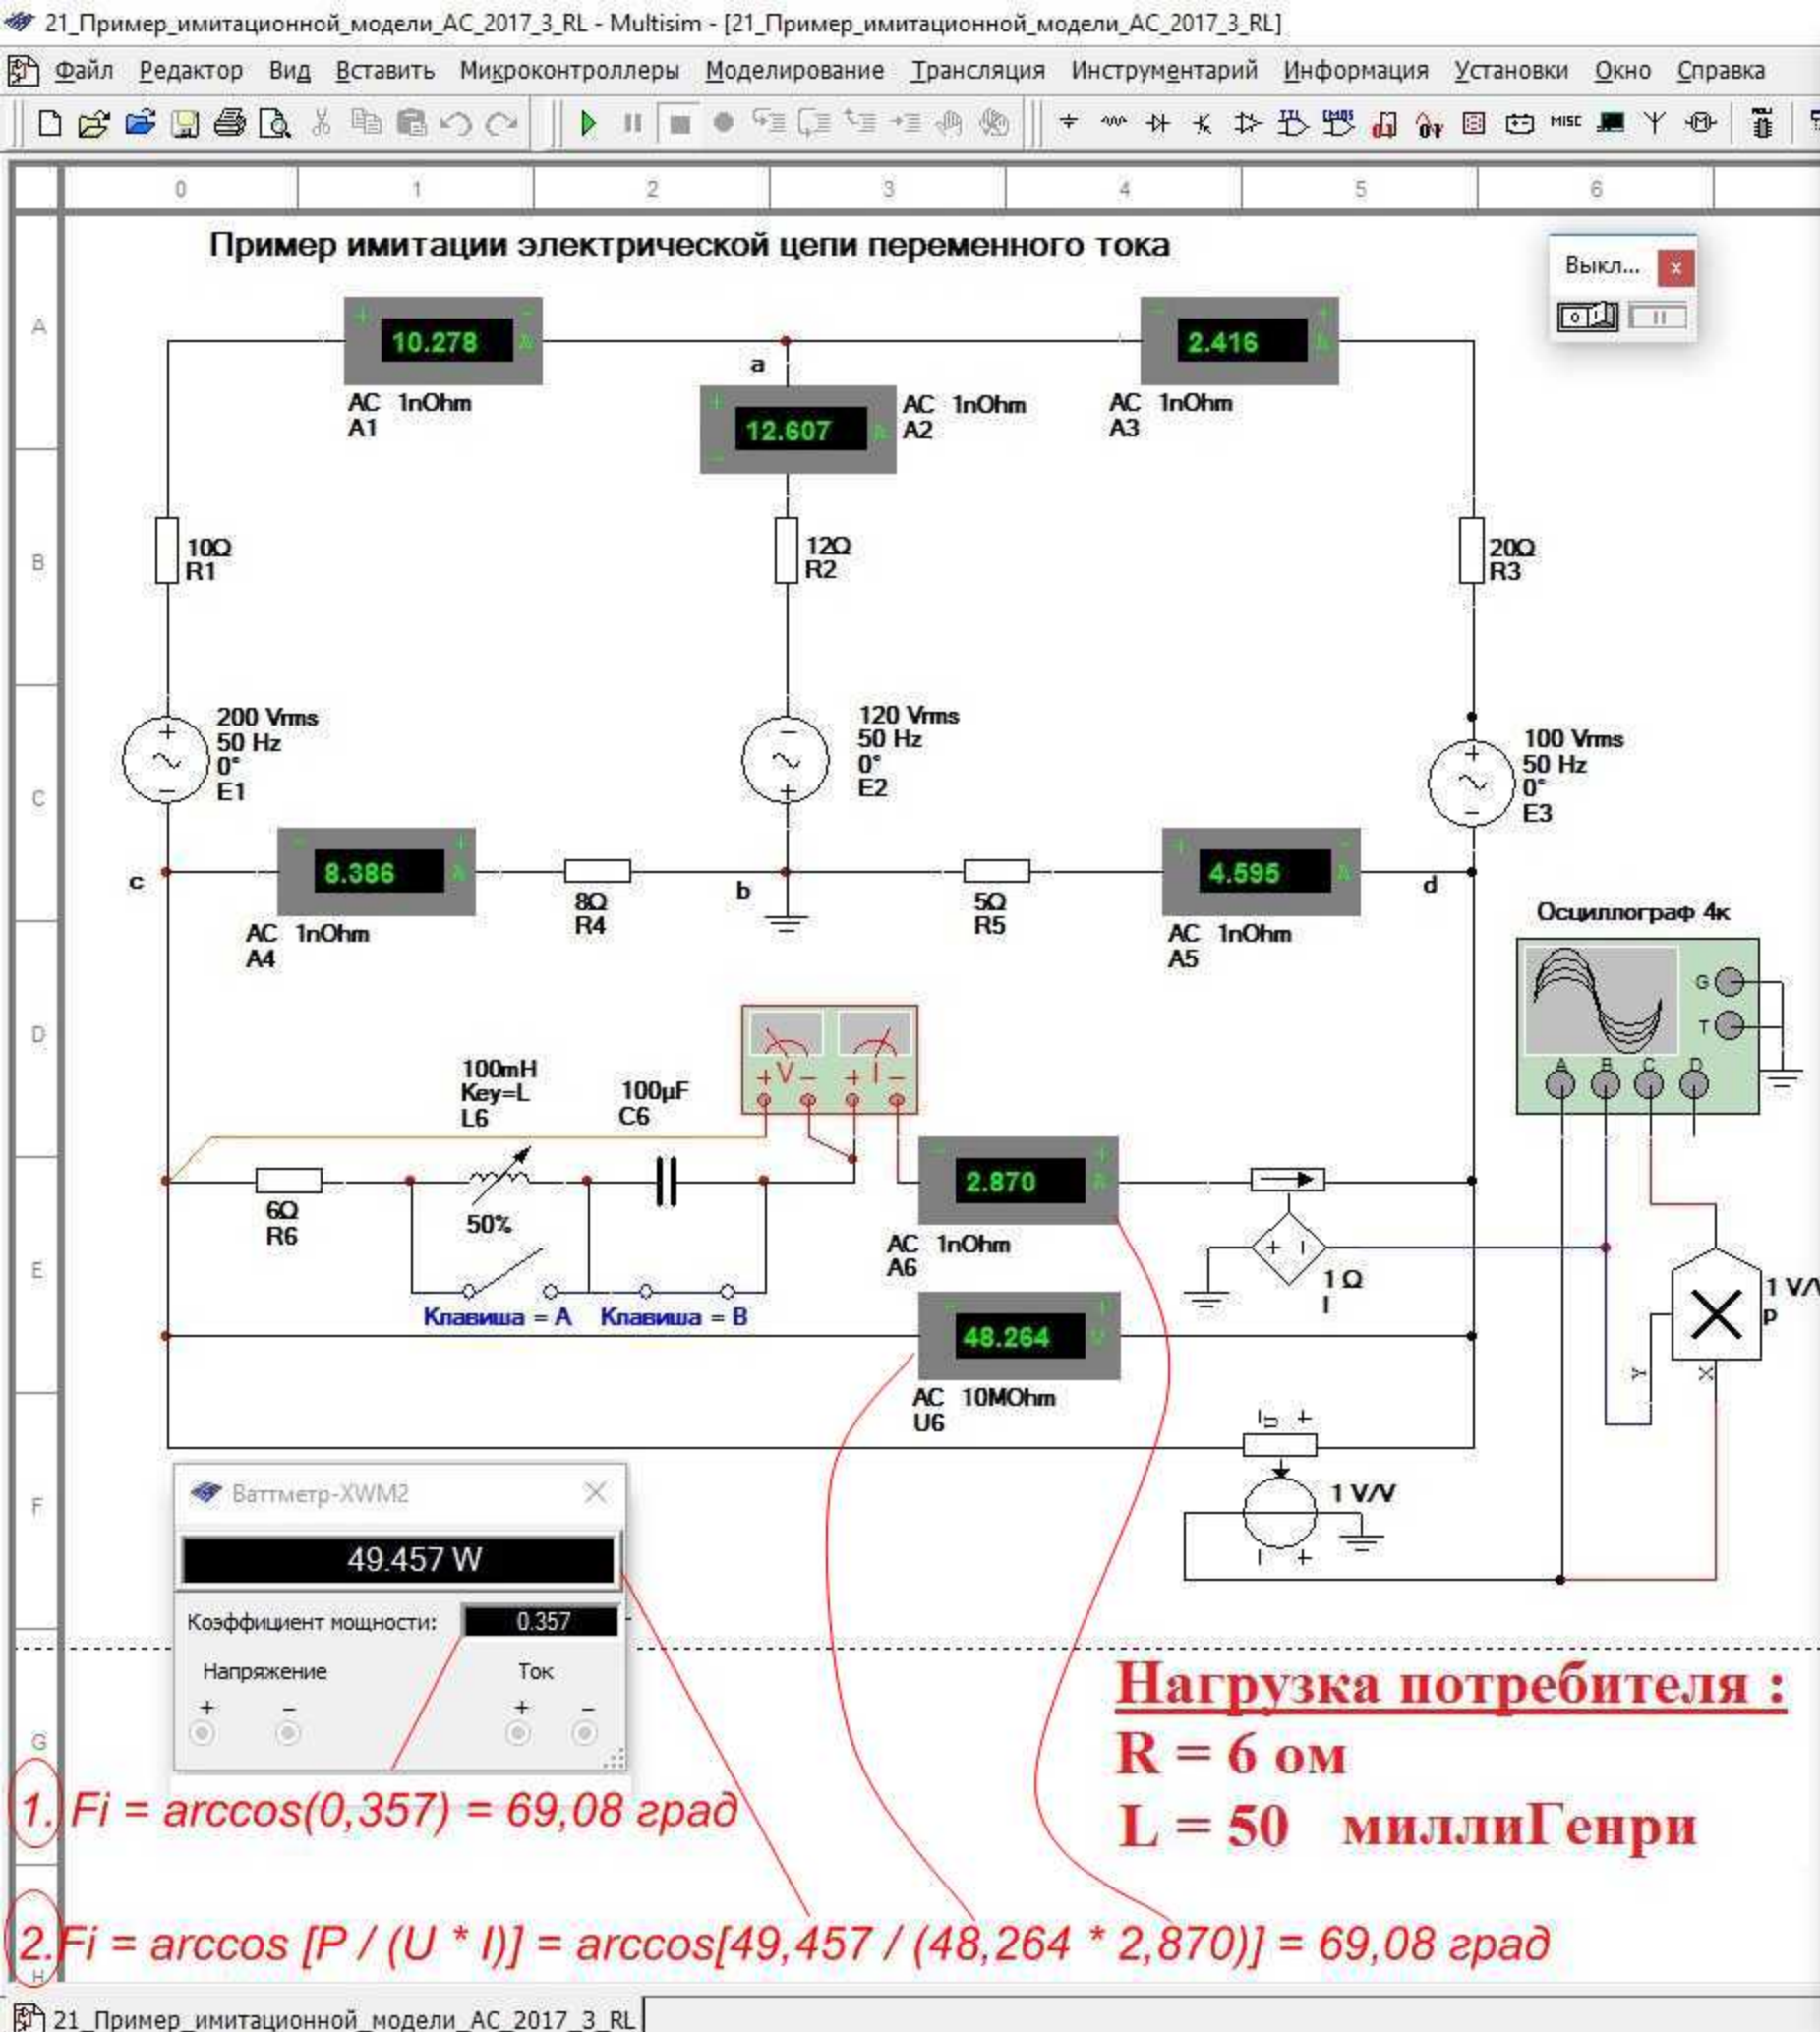 21_Пример_имитационной_модели_AC_2017_3_RL - Multisim - [21_Пример_имитационной_модели_AC_2017_3_RL]
Файл Редактор Вид Вставить Микроконтроллеры Моделирование Трансляция Инструментарий Информация Установки Окно Справка
MISC
0 1 2 3 4 5 6
Пример имитации электрической цепи переменного тока
Выкл... x
A
10.278
AC 1nOhm
A1
a
12.607
AC 1nOhm
A2
2.416
AC 1nOhm
A3
B
10Ω
R1
12Ω
R2
20Ω
R3
C
200 Vrms
50 Hz
0°
E1
120 Vrms
50 Hz
0°
E2
100 Vrms
50 Hz
0°
E3
c
8.386
AC 1nOhm
A4
8Ω
R4
b
5Ω
R5
4.595
AC 1nOhm
A5
d
Осциллограф 4к
G
T
A B C D
D
100mH
Key=L
L6
100µF
C6
+ V − + I −
6Ω
R6
50%
2.870
AC 1nOhm
A6
E
Клавиша = A Клавиша = B
1 Ω
I
1 V/V
P
Y X
48.264
AC 10MOhm
U6
F
1 V/V
Ваттметр-XWM2
49.457 W
Коэффициент мощности: 0.357
Напряжение Ток
+ − + −
G
Нагрузка потребителя :
R = 6 ом
L = 50 миллиГенри
1. Fi = arccos(0,357) = 69,08 град
2. Fi = arccos [P / (U * I)] = arccos[49,457 / (48,264 * 2,870)] = 69,08 град
H
21_Пример_имитационной_модели_AC_2017_3_RL